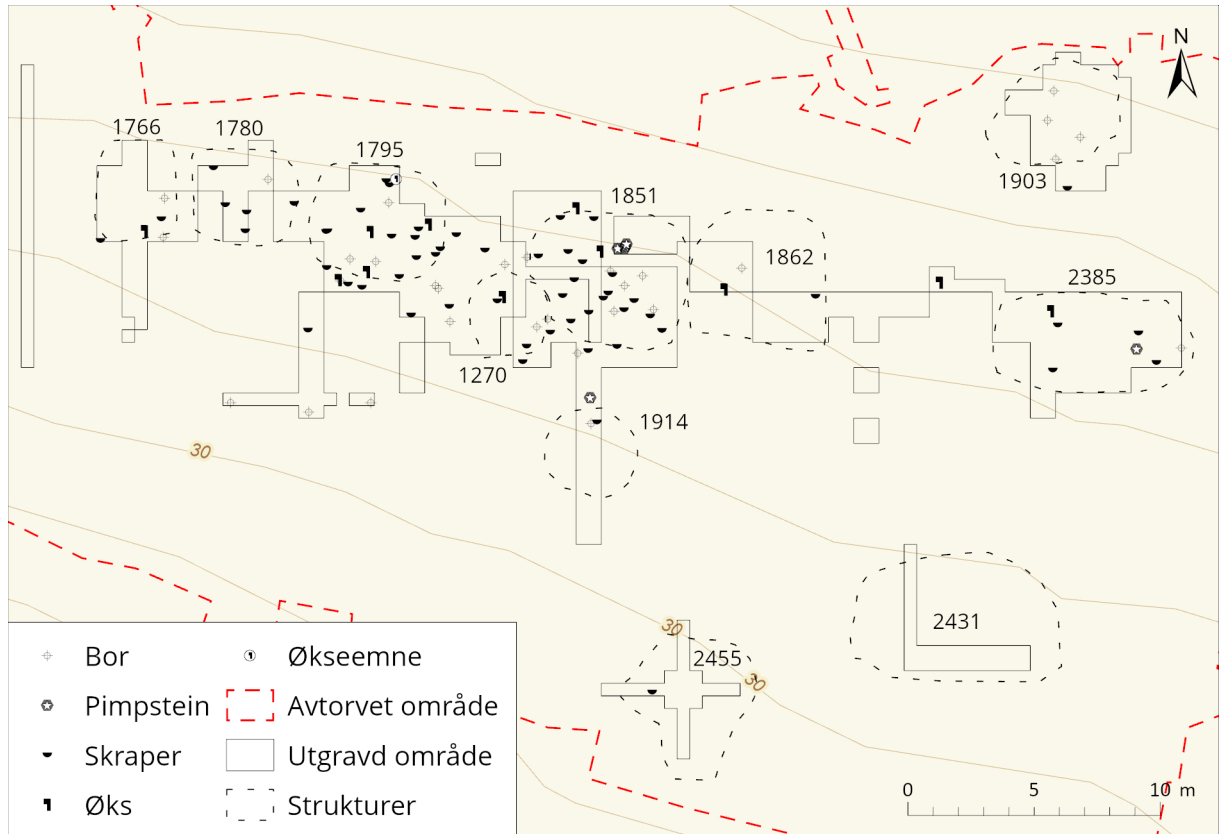 N
1766
1780
1795
1851
1903
1862
2385
1270
1914
30
2431
30
2455
30
Bor
Økseemne
Pimpstein
Avtorvet område
Skraper
Utgravd område
Øks
Strukturer
0 5 10 m